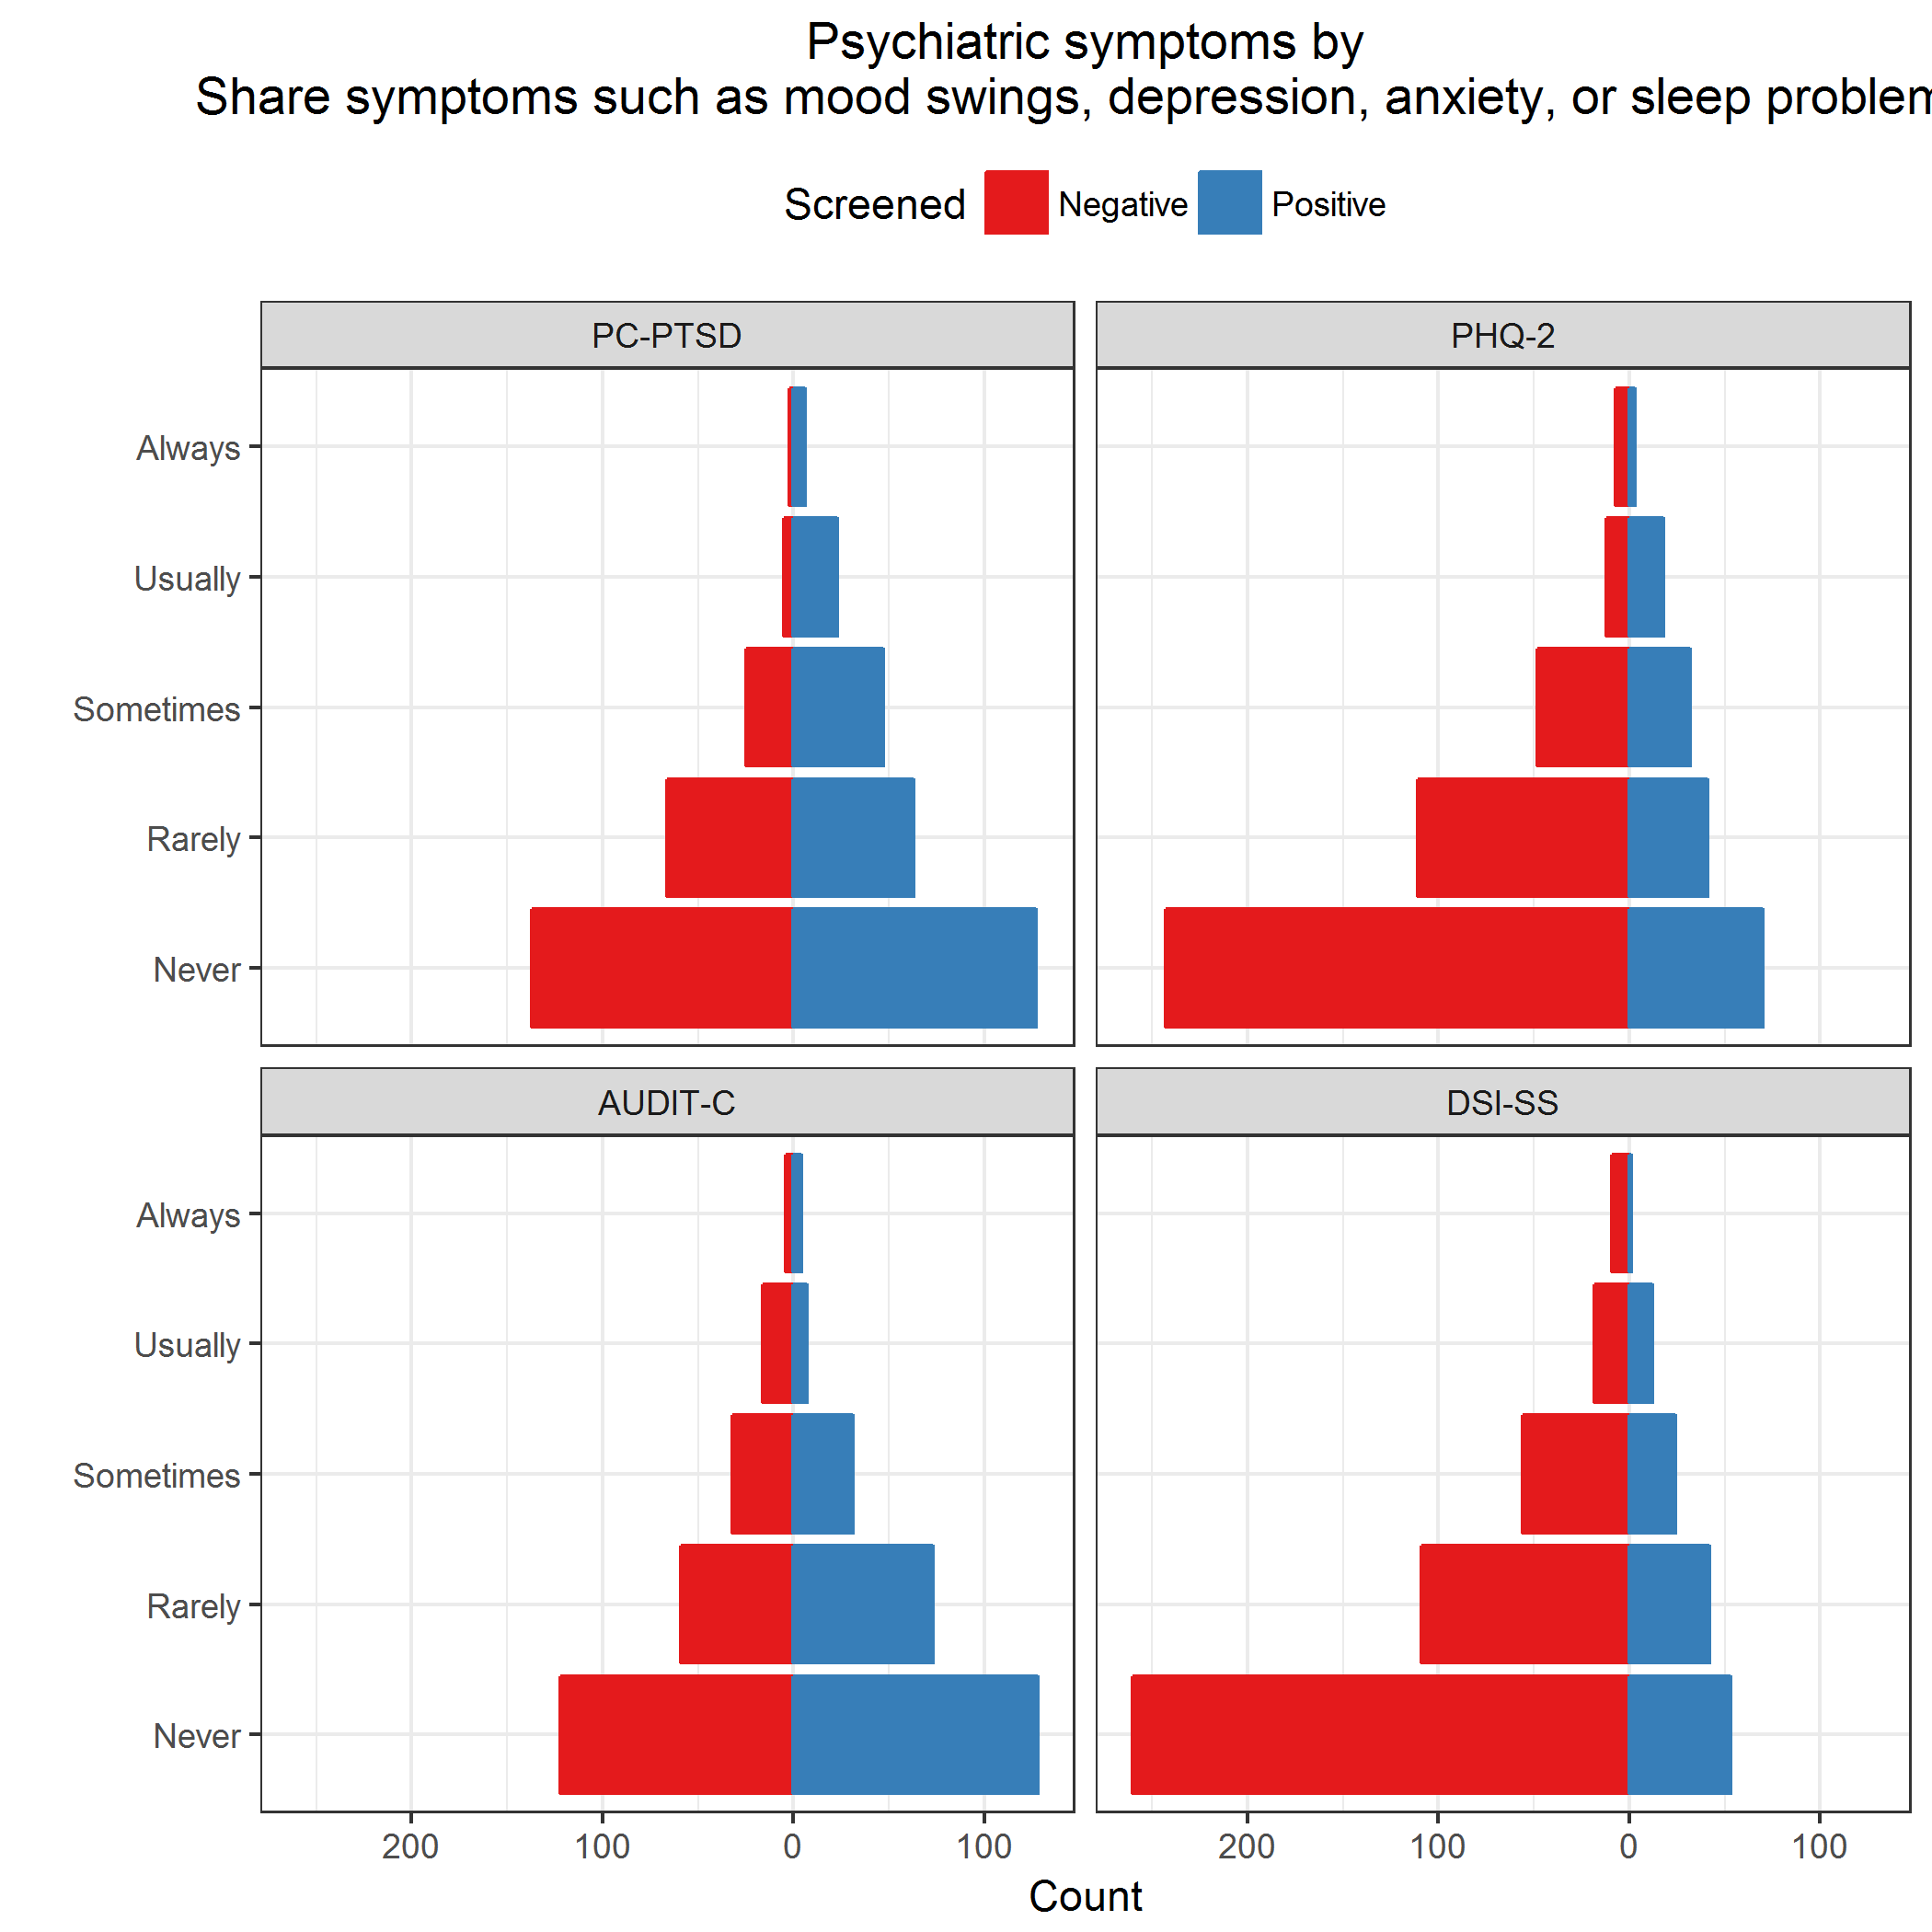 Psychiatric symptoms by
Share symptoms such as mood swings, depression, anxiety, or sleep problem
Screened Negative Positive
PC-PTSD PHQ-2
Always
Usually
Sometimes
Rarely
Never
AUDIT-C DSI-SS
Always
Usually
Sometimes
Rarely
Never
200 100 0 100 200 100 0 100
Count